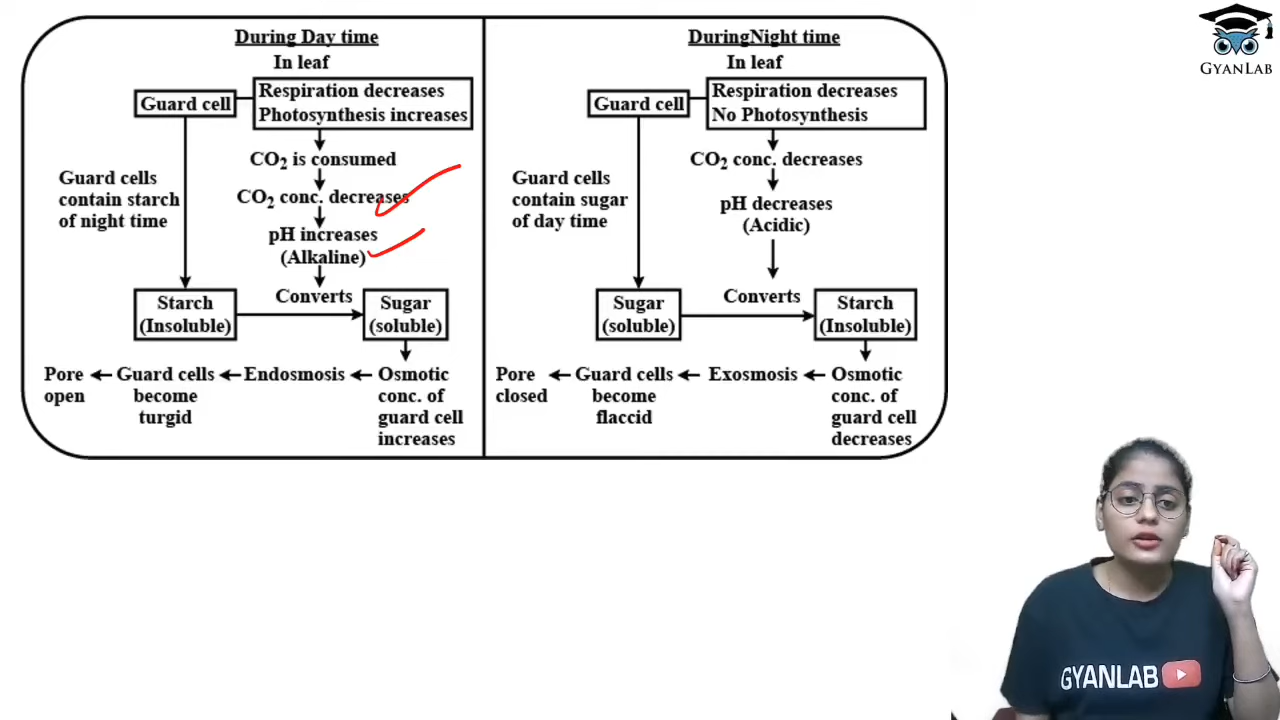 During Day time
In leaf
Guard cell
Respiration decreases
Photosynthesis increases
CO₂ is consumed
CO₂ conc. decreases
pH increases
(Alkaline)
Guard cells
contain starch
of night time
Starch
(Insoluble)
Converts
Sugar
(soluble)
Osmotic
conc. of
guard cell
increases
Endosmosis
Guard cells
become
turgid
Pore
open
DuringNight time
In leaf
Guard cell
Respiration decreases
No Photosynthesis
CO₂ conc. decreases
pH decreases
(Acidic)
Guard cells
contain sugar
of day time
Sugar
(soluble)
Converts
Starch
(Insoluble)
Osmotic
conc. of
guard cell
decreases
Exosmosis
Guard cells
become
flaccid
Pore
closed
GYANLAB
GYANLAB